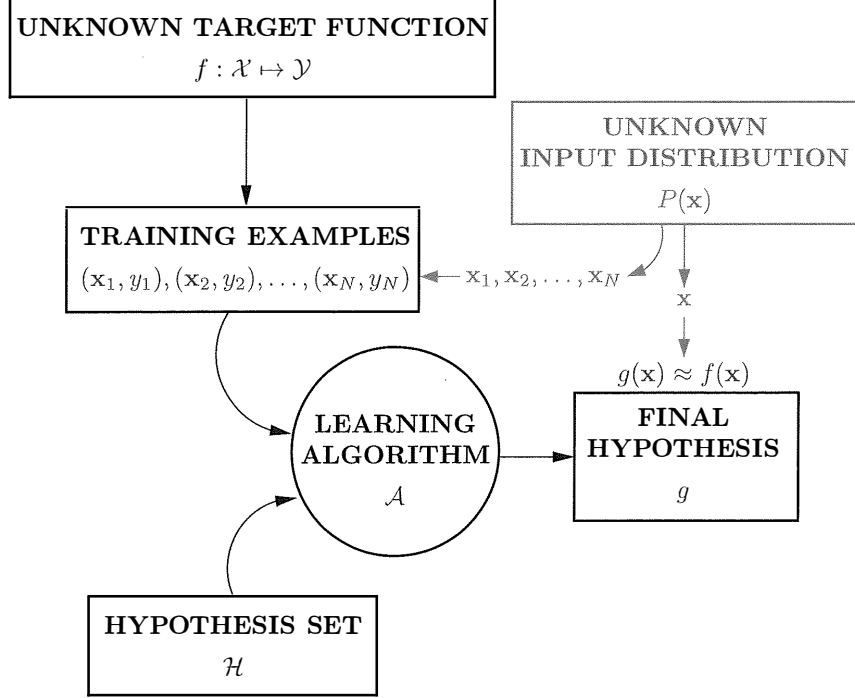 UNKNOWN TARGET FUNCTION
f : 𝒳 ↦ 𝒴
UNKNOWN
INPUT DISTRIBUTION
P(x)
TRAINING EXAMPLES
(x₁, y₁), (x₂, y₂), . . . , (x_N, y_N)
x₁, x₂, . . . , x_N
x
g(x) ≈ f(x)
LEARNING
ALGORITHM
𝒜
FINAL
HYPOTHESIS
g
HYPOTHESIS SET
ℋ